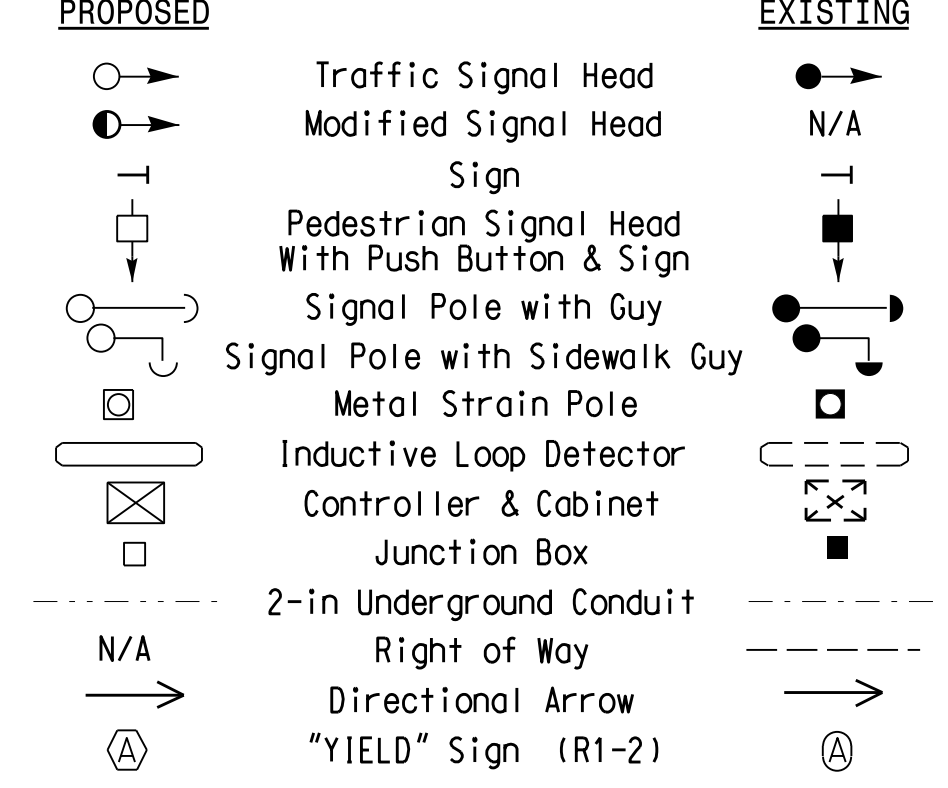 PROPOSED EXISTING
Traffic Signal Head
Modified Signal Head N/A
Sign
Pedestrian Signal Head
With Push Button & Sign
Signal Pole with Guy
Signal Pole with Sidewalk Guy
Metal Strain Pole
Inductive Loop Detector
Controller & Cabinet
Junction Box
2-in Underground Conduit
N/A Right of Way
Directional Arrow
A "YIELD" Sign (R1-2) A